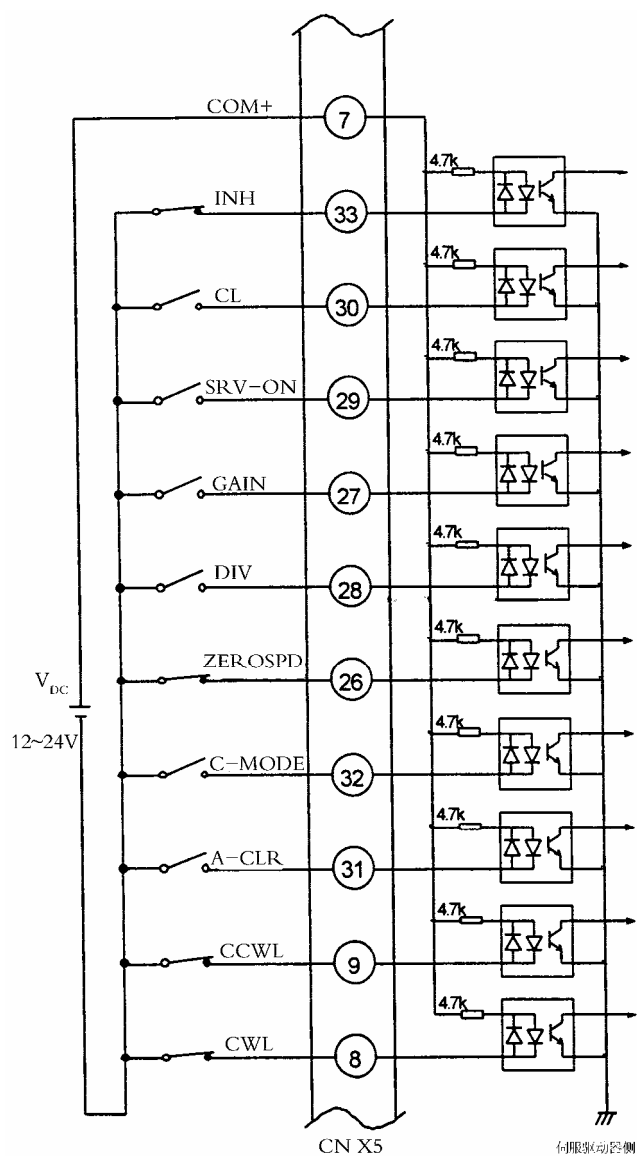 COM+
7
4.7k
INH
33
4.7k
CL
30
4.7k
SRV-ON
29
4.7k
GAIN
27
4.7k
DIV
28
4.7k
ZEROSPD
26
VDC
12~24V
4.7k
C-MODE
32
4.7k
A-CLR
31
4.7k
CCWL
9
4.7k
CWL
8
CN X5
伺服驱动器侧